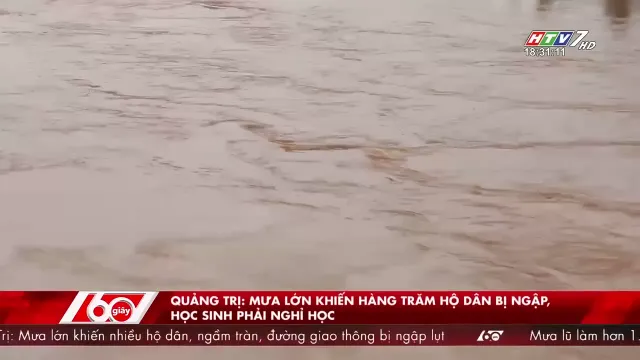 HTV7 HD
18:31:11
60 giây
QUẢNG TRỊ: MƯA LỚN KHIẾN HÀNG TRĂM HỘ DÂN BỊ NGẬP,
HỌC SINH PHẢI NGHỈ HỌC
Trị: Mưa lớn khiến nhiều hộ dân, ngầm tràn, đường giao thông bị ngập lụt 60 Mưa lũ làm hơn 1.